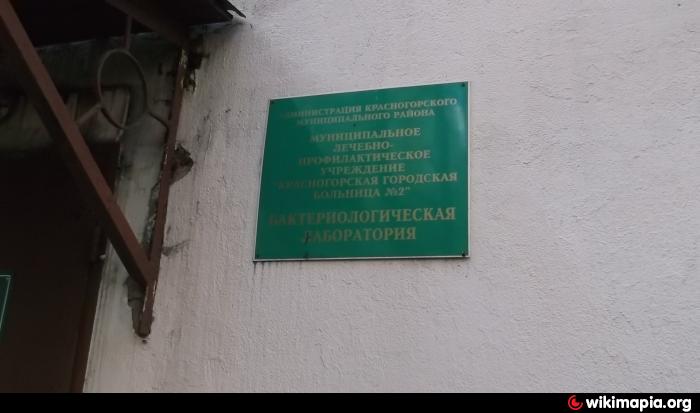 АДМИНИСТРАЦИЯ КРАСНОГОРСКОГО
МУНИЦИПАЛЬНОГО РАЙОНА
МУНИЦИПАЛЬНОЕ
ЛЕЧЕБНО-
ПРОФИЛАКТИЧЕСКОЕ
УЧРЕЖДЕНИЕ
"КРАСНОГОРСКАЯ ГОРОДСКАЯ
БОЛЬНИЦА №2"
БАКТЕРИОЛОГИЧЕСКАЯ
ЛАБОРАТОРИЯ
wikimapia.org